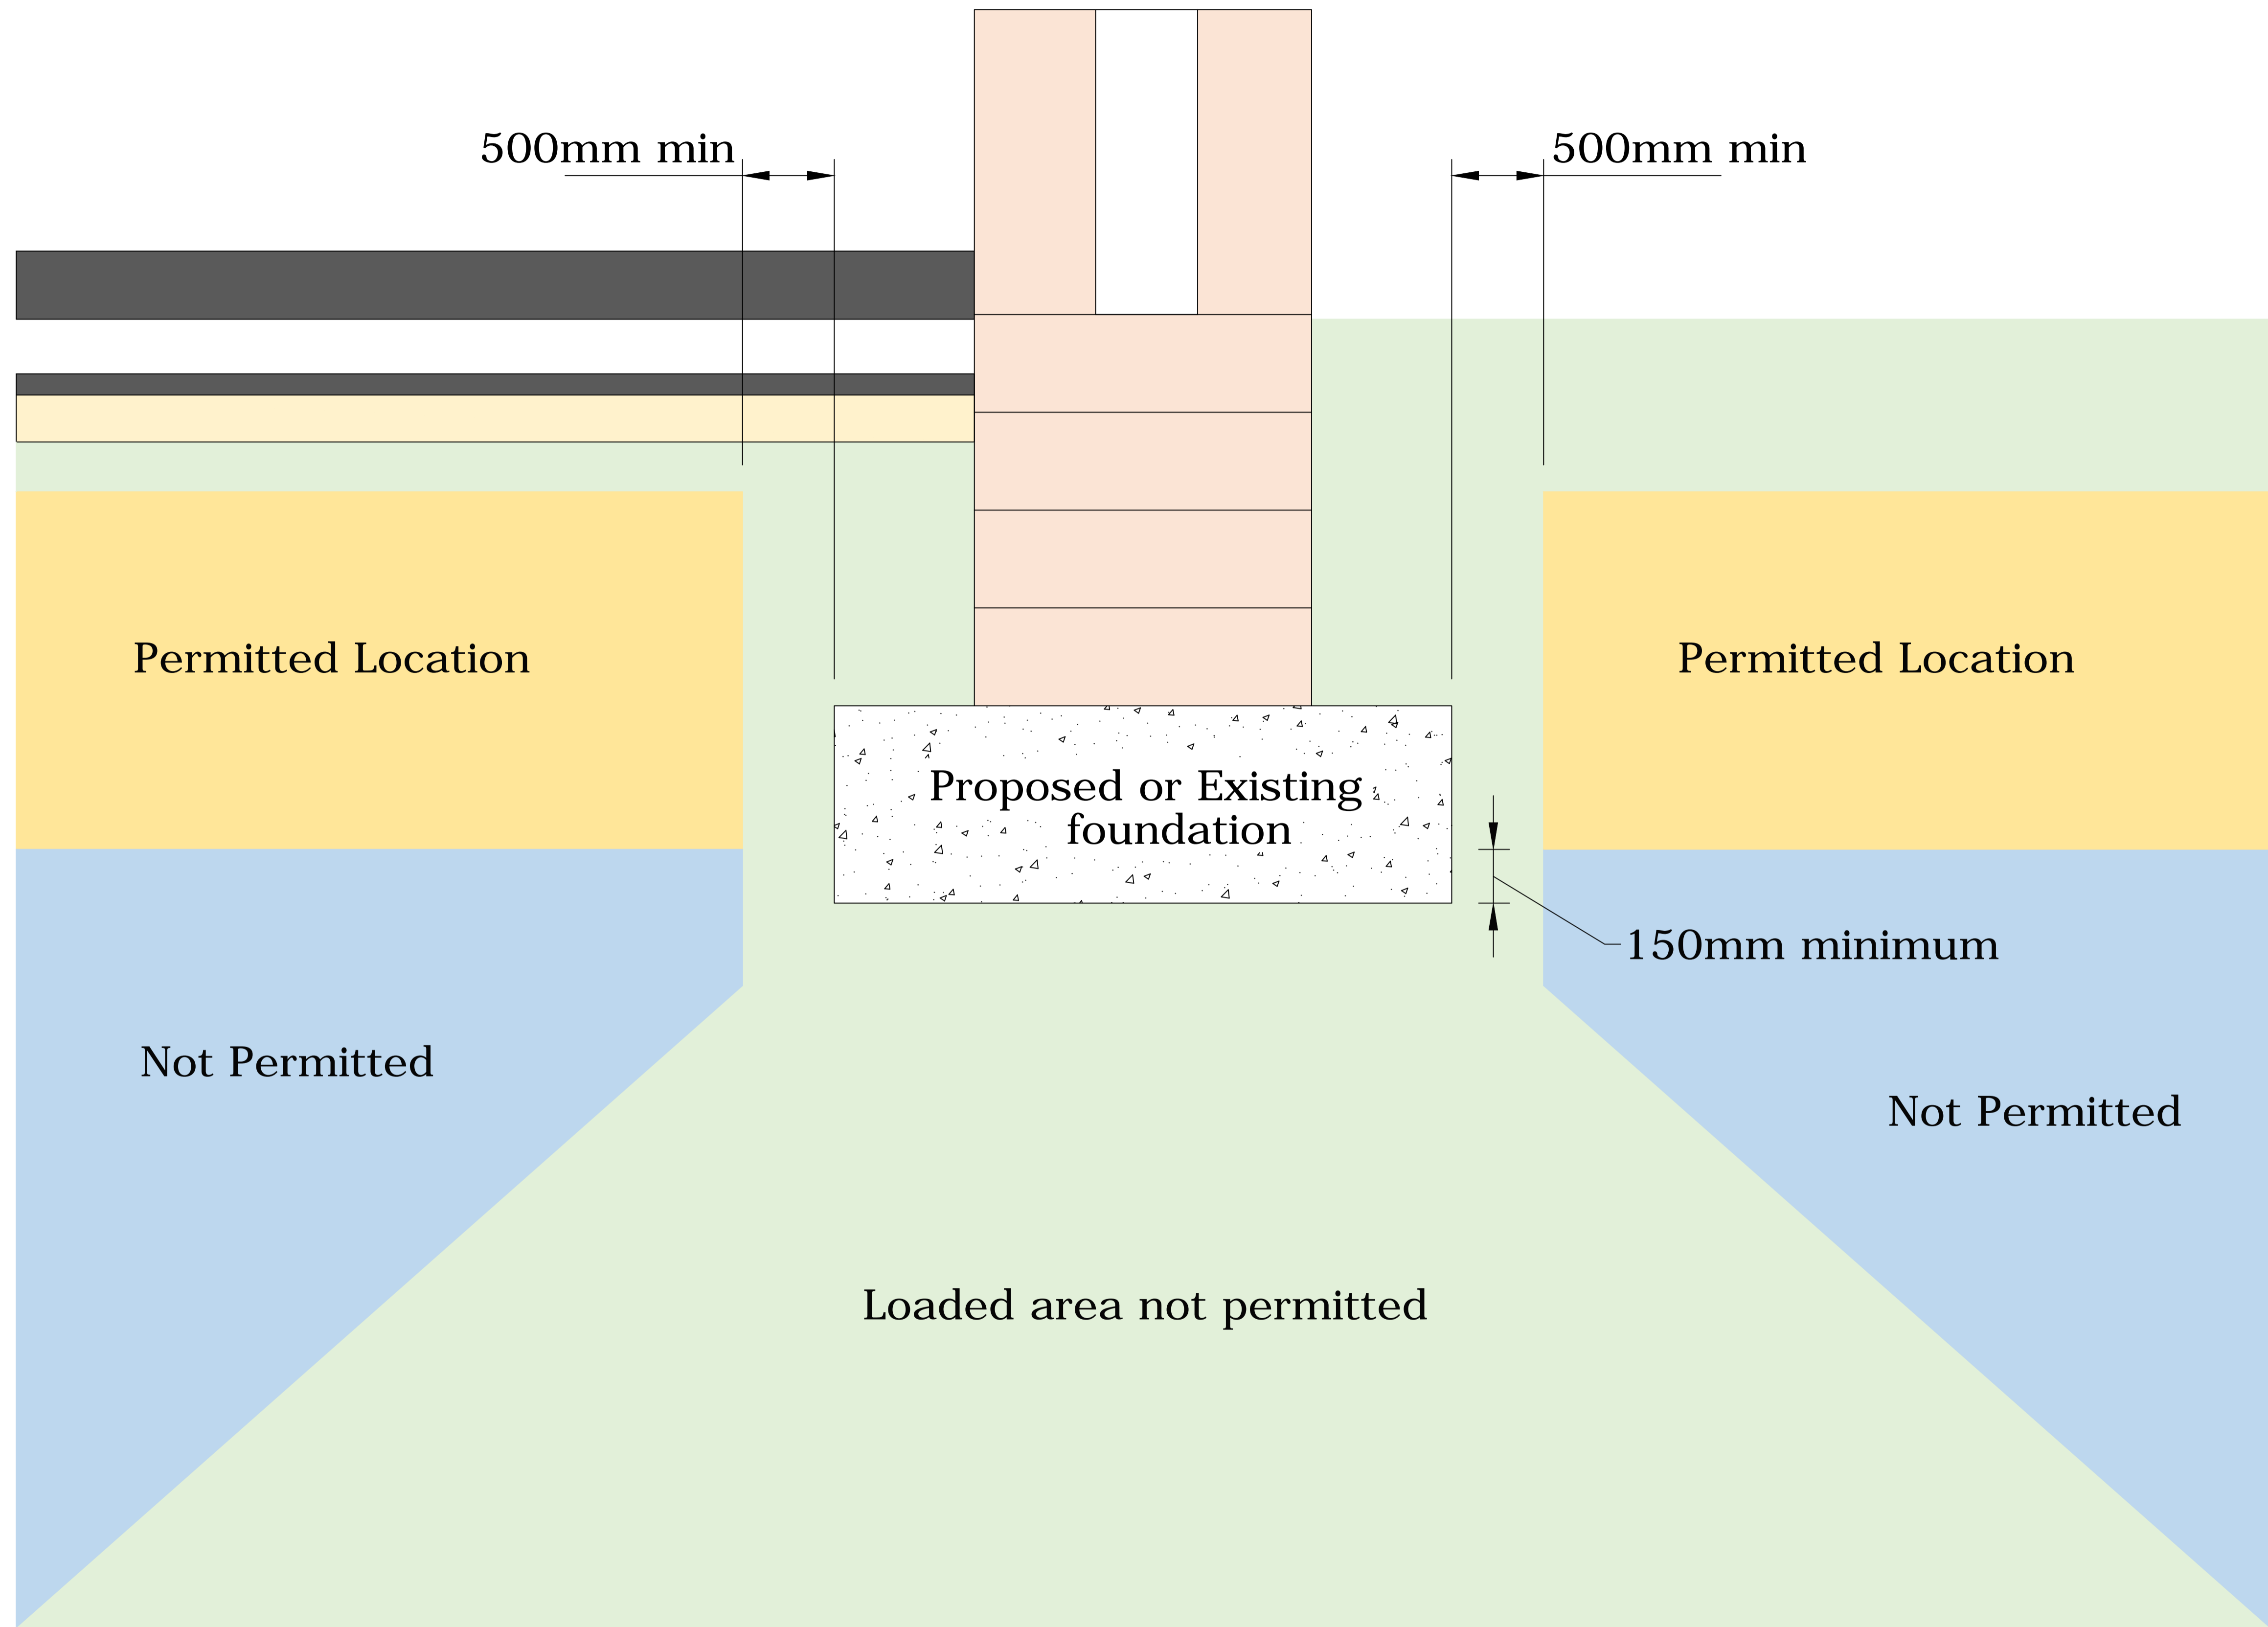 500mm min
500mm min
Permitted Location
Permitted Location
Proposed or Existing
foundation
150mm minimum
Not Permitted
Not Permitted
Loaded area not permitted